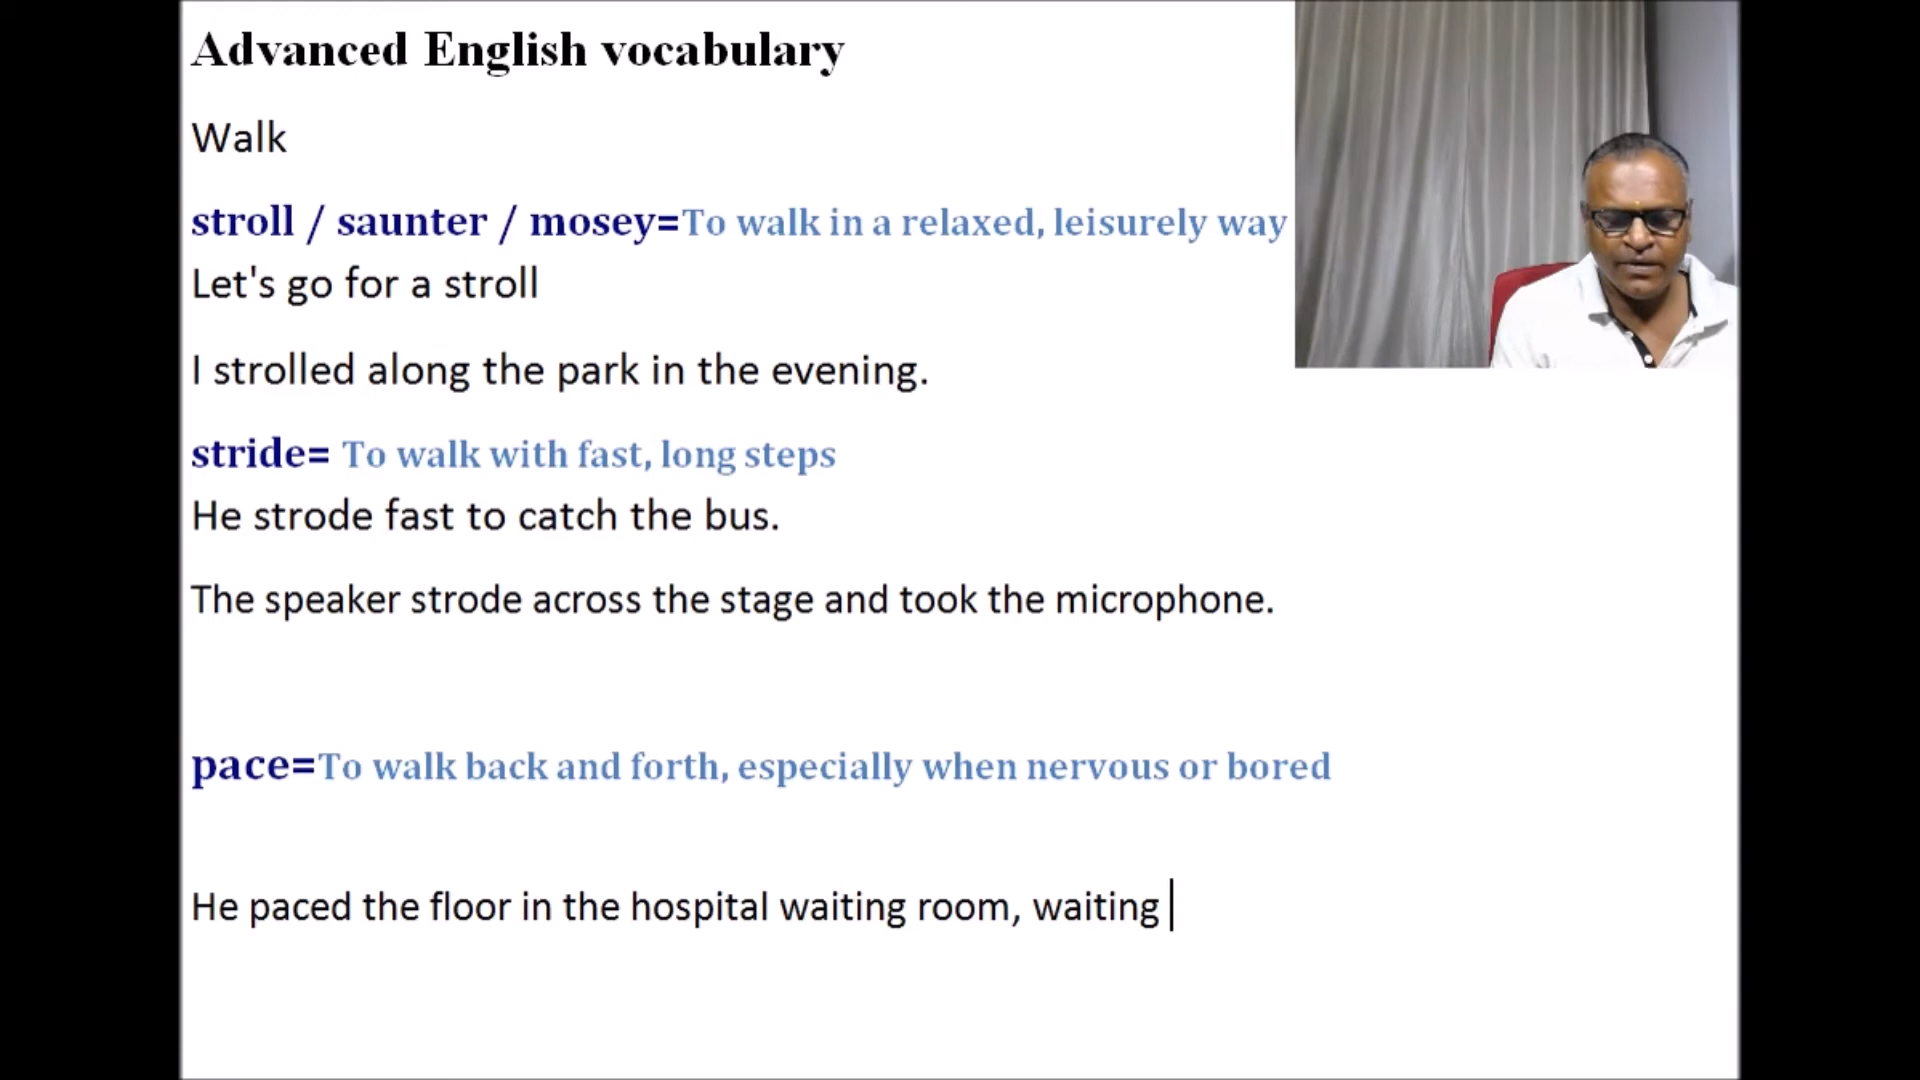 Advanced English vocabulary
Walk
stroll / saunter / mosey=To walk in a relaxed, leisurely way
Let's go for a stroll
I strolled along the park in the evening.
stride= To walk with fast, long steps
He strode fast to catch the bus.
The speaker strode across the stage and took the microphone.
pace=To walk back and forth, especially when nervous or bored
He paced the floor in the hospital waiting room, waiting